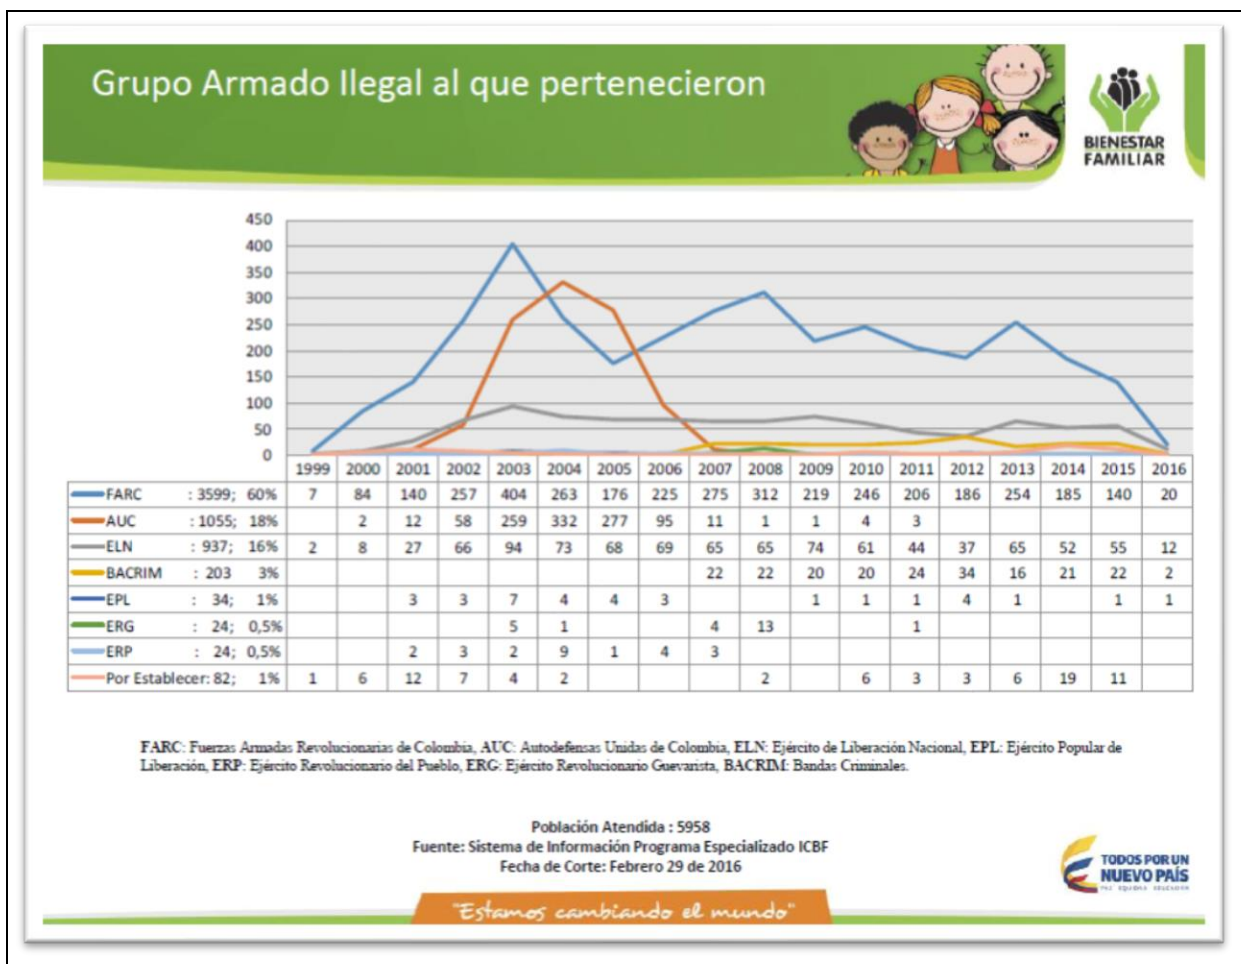 Grupo Armado Ilegal al que pertenecieron
BIENESTAR
FAMILIAR
450
400
350
300
250
200
150
100
50
0
1999 2000 2001 2002 2003 2004 2005 2006 2007 2008 2009 2010 2011 2012 2013 2014 2015 2016
FARC : 3599; 60% 7 84 140 257 404 263 176 225 275 312 219 246 206 186 254 185 140 20
AUC : 1055; 18% 2 12 58 259 332 277 95 11 1 1 4 3
ELN : 937; 16% 2 8 27 66 94 73 68 69 65 65 74 61 44 37 65 52 55 12
BACRIM : 203 3% 22 22 20 20 24 34 16 21 22 2
EPL : 34; 1% 3 3 7 4 4 3 1 1 1 4 1 1 1
ERG : 24; 0,5% 5 1 4 13 1
ERP : 24; 0,5% 2 3 2 9 1 4 3
Por Establecer: 82; 1% 1 6 12 7 4 2 2 6 3 3 6 19 11
FARC: Fuerzas Armadas Revolucionarias de Colombia, AUC: Autodefensas Unidas de Colombia, ELN: Ejército de Liberación Nacional, EPL: Ejército Popular de
Liberación, ERP: Ejército Revolucionario del Pueblo, ERG: Ejército Revolucionario Guevarista, BACRIM: Bandas Criminales.
Población Atendida : 5958
Fuente: Sistema de Información Programa Especializado ICBF
Fecha de Corte: Febrero 29 de 2016
TODOS POR UN
NUEVO PAÍS
PAZ EQUIDAD EDUCACIÓN
"Estamos cambiando el mundo"